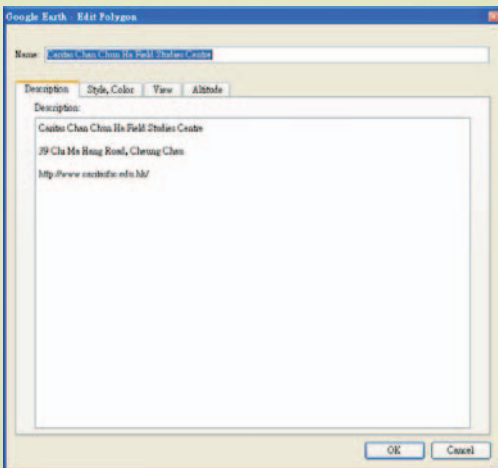 Google Earth - Edit Polygon
Name: Caritas Chan Chun Ha Field Studies Centre
Description Style, Color View Altitude
Description:
Caritas Chan Chun Ha Field Studies Centre
39 Chi Ma Hang Road, Cheung Chau
http://www.caritasfsc.edu.hk/
OK Cancel